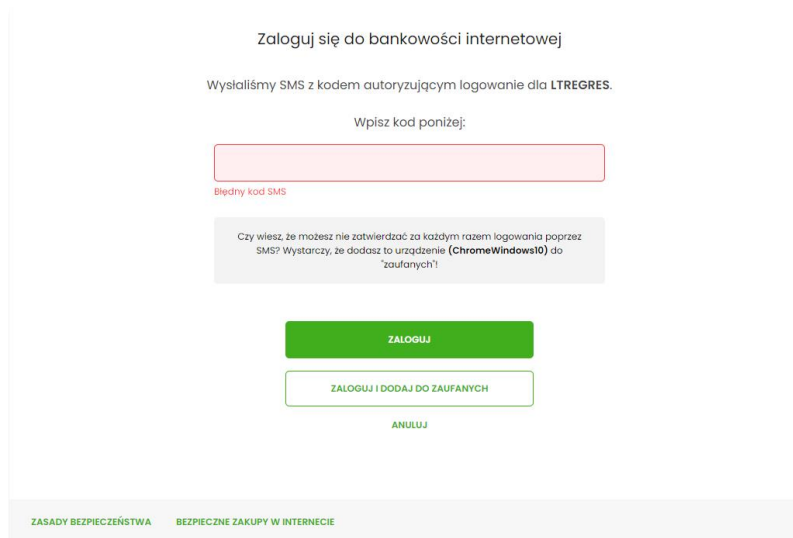 Zaloguj się do bankowości internetowej
Wysłaliśmy SMS z kodem autoryzującym logowanie dla LTREGRES.
Wpisz kod poniżej:
Błędny kod SMS
Czy wiesz, że możesz nie zatwierdzać za każdym razem logowania poprzez
SMS? Wystarczy, że dodasz to urządzenie (ChromeWindows10) do
"zaufanych"!
ZALOGUJ
ZALOGUJ I DODAJ DO ZAUFANYCH
ANULUJ
ZASADY BEZPIECZEŃSTWA BEZPIECZNE ZAKUPY W INTERNECIE